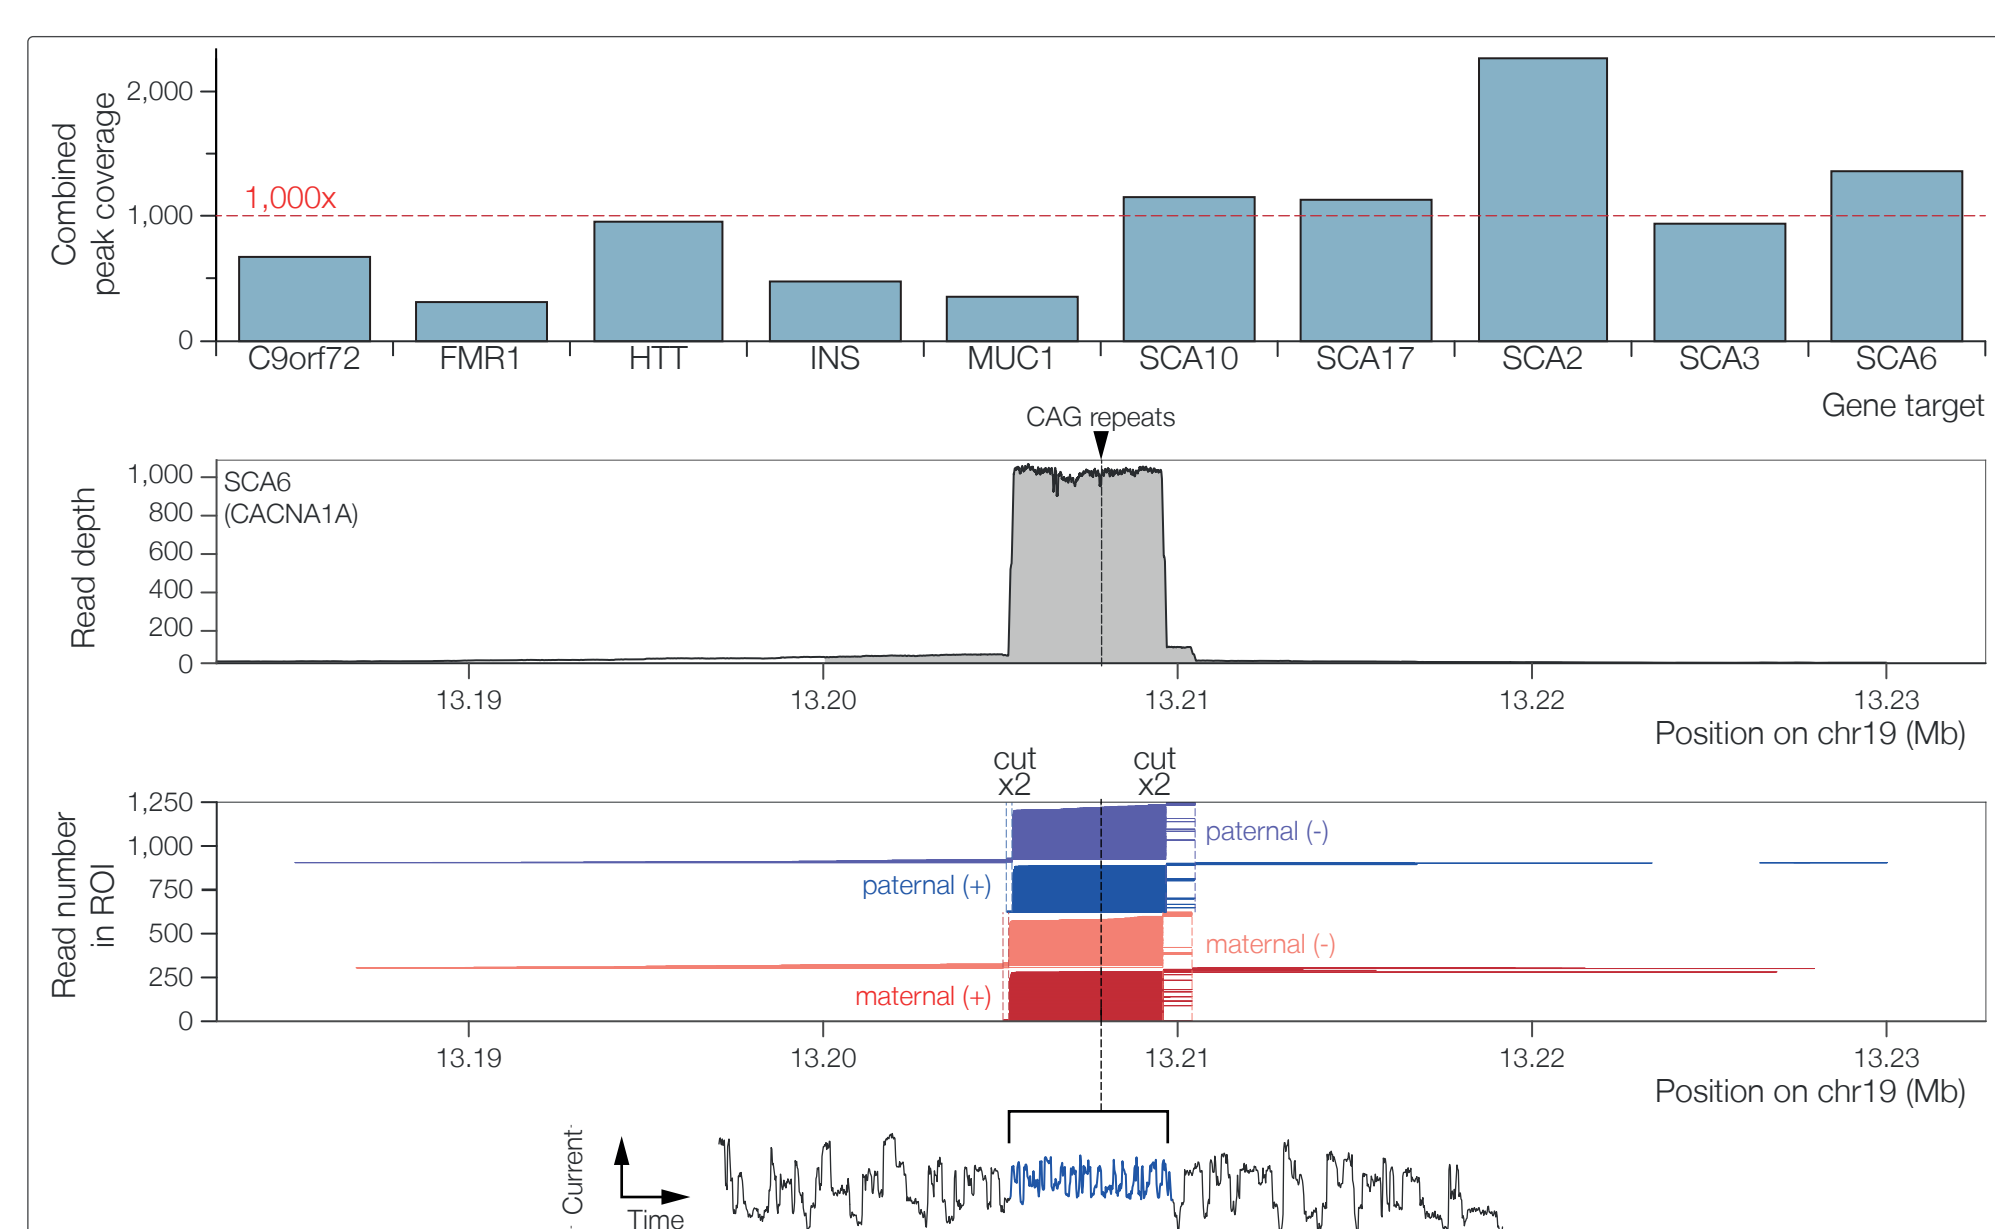 Combined
peak coverage
2,000
1,000
0
1,000x
C9orf72 FMR1 HTT INS MUC1 SCA10 SCA17 SCA2 SCA3 SCA6
Gene target
CAG repeats
Read depth
1,000
800
600
400
200
0
SCA6
(CACNA1A)
13.19 13.20 13.21 13.22 13.23
Position on chr19 (Mb)
cut
x2
cut
x2
Read number
in ROI
1,250
1,000
750
500
250
0
paternal (-)
paternal (+)
maternal (-)
maternal (+)
13.19 13.20 13.21 13.22 13.23
Position on chr19 (Mb)
Current
Time